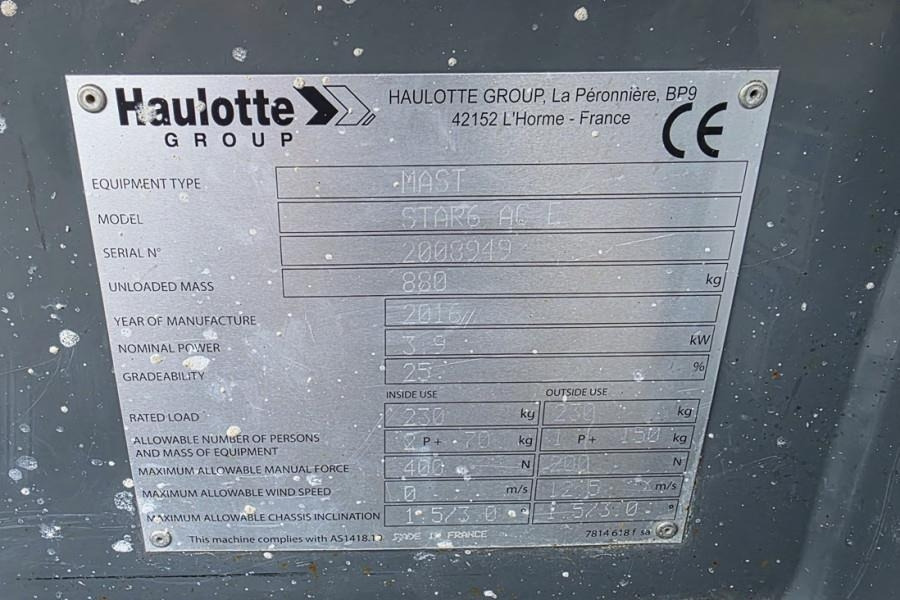 Haulotte
GROUP
HAULOTTE GROUP, La Péronnière, BP9
42152 L'Horme - France
CE
EQUIPMENT TYPE MAST
MODEL STAR6 AC E
SERIAL N° 2008949
UNLOADED MASS 880 kg
YEAR OF MANUFACTURE 2016
NOMINAL POWER 3.9 kW
GRADEABILITY 25 %
INSIDE USE OUTSIDE USE
RATED LOAD 230 kg 230 kg
ALLOWABLE NUMBER OF PERSONS
AND MASS OF EQUIPMENT 2 P + 70 kg 1 P + 150 kg
MAXIMUM ALLOWABLE MANUAL FORCE 400 N 200 N
MAXIMUM ALLOWABLE WIND SPEED 0 m/s 12.5 m/s
MAXIMUM ALLOWABLE CHASSIS INCLINATION 1.5/3.0 ° 1.5/3.0 °
This machine complies with AS1418.10 MADE IN FRANCE 7814 618 f sa